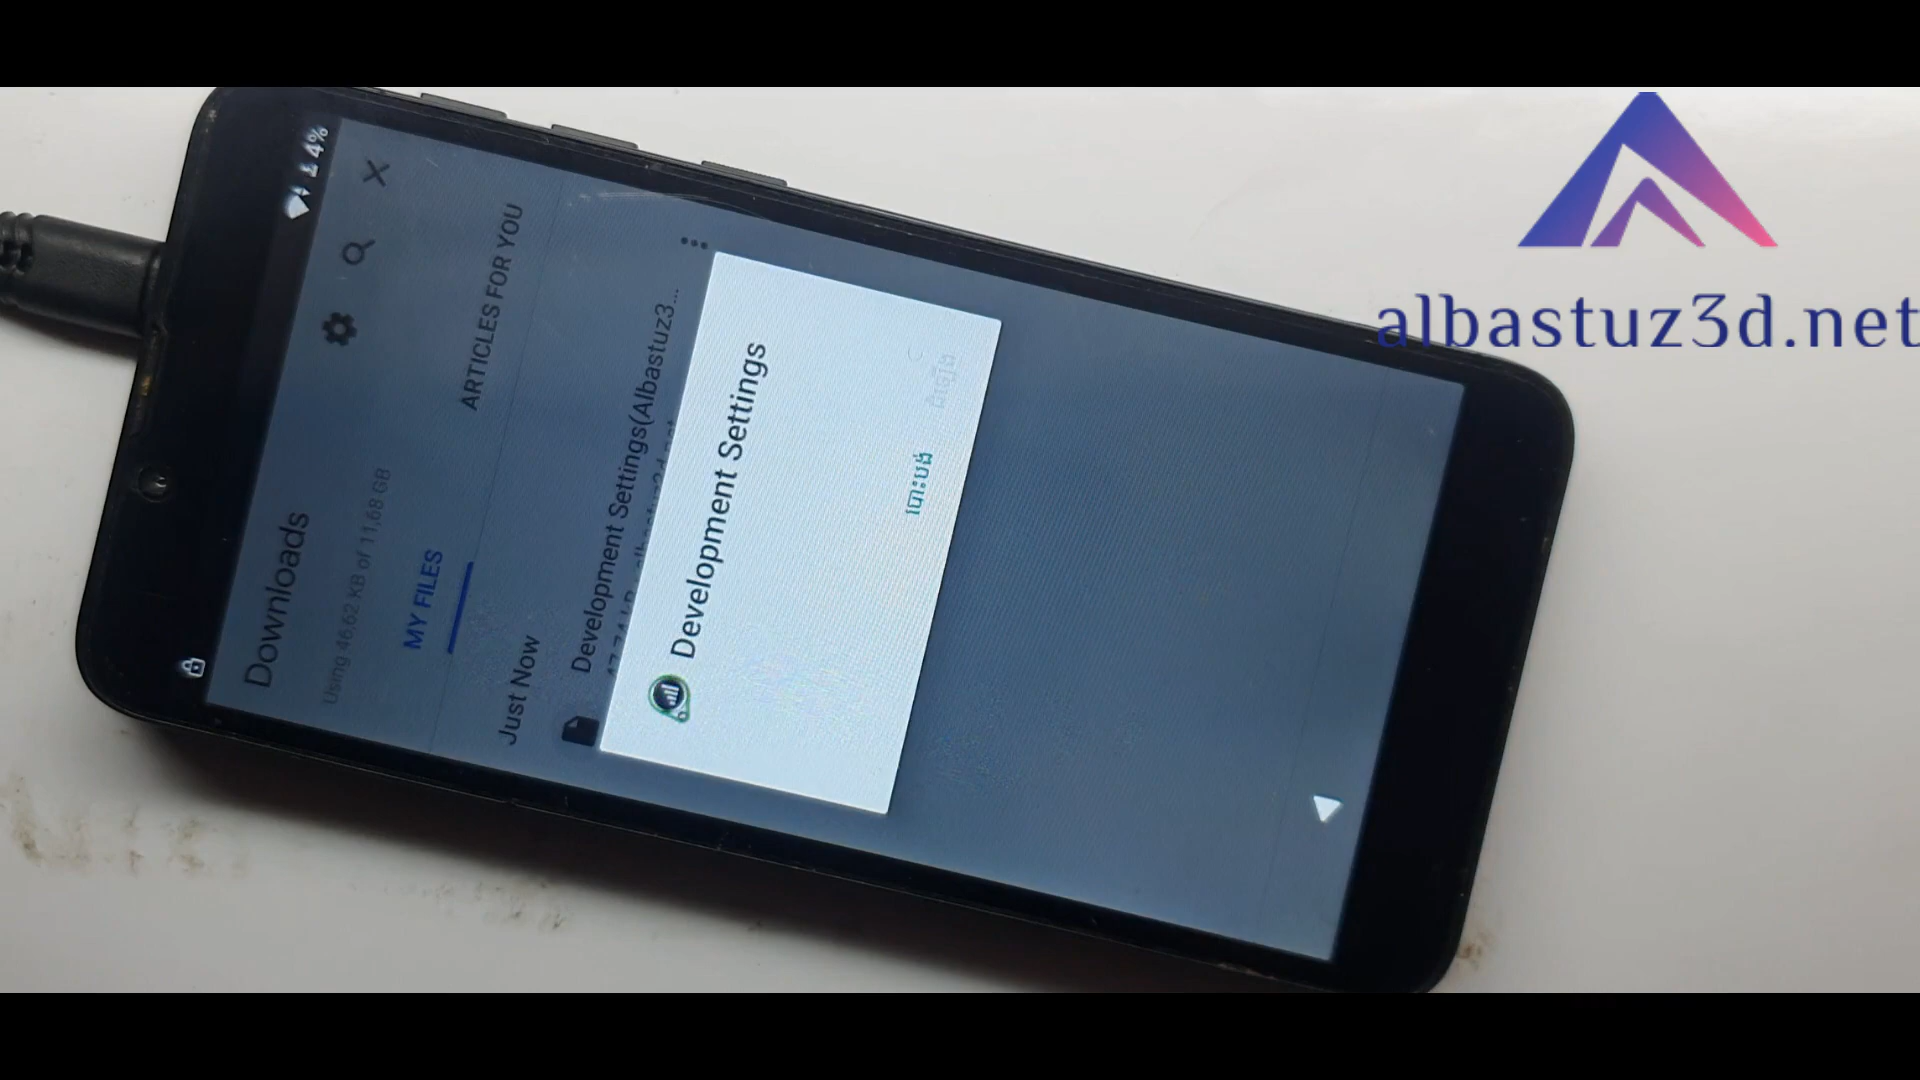 4%
Downloads
Using 46,62 KB of 11,68 GB
MY FILES
ARTICLES FOR YOU
Just Now
Development Settings(Albastuz3...
Development Settings
បោះបង់
albastuz3d.net